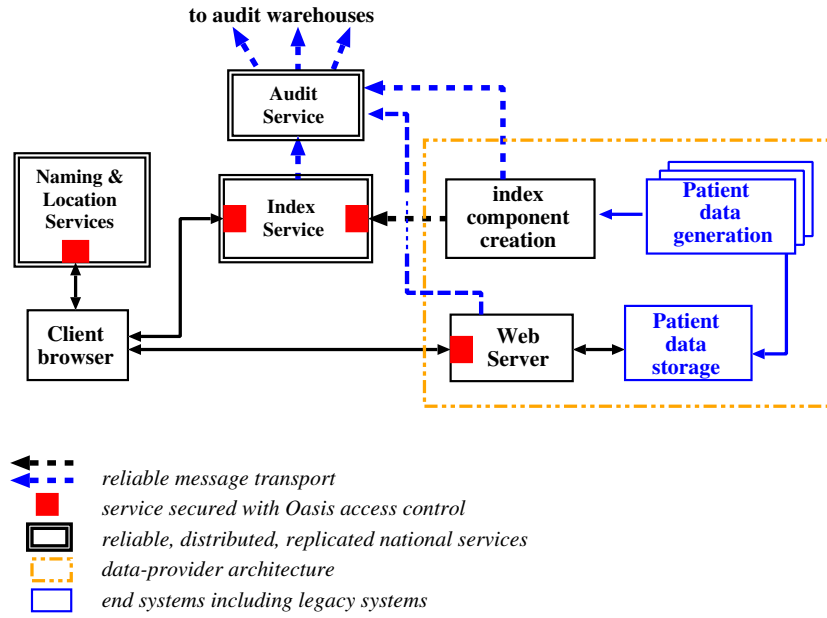 to audit warehouses
Audit
Service
Naming &
Location
Services
Index
Service
index
component
creation
Patient
data
generation
Client
browser
Web
Server
Patient
data
storage
reliable message transport
service secured with Oasis access control
reliable, distributed, replicated national services
data-provider architecture
end systems including legacy systems